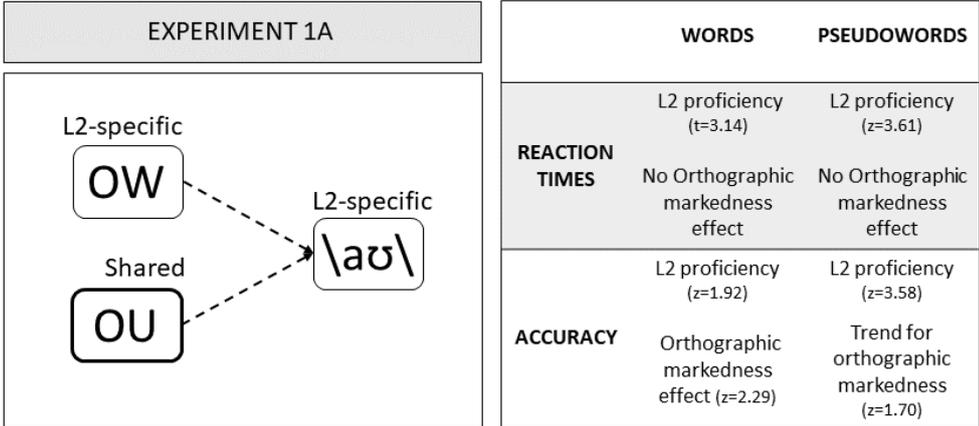 EXPERIMENT 1A
L2-specific
OW
L2-specific
\aʊ\
Shared
OU
WORDS PSEUDOWORDS
REACTION
TIMES
L2 proficiency
(t=3.14)
No Orthographic
markedness
effect
L2 proficiency
(z=3.61)
No Orthographic
markedness
effect
ACCURACY
L2 proficiency
(z=1.92)
Orthographic
markedness
effect (z=2.29)
L2 proficiency
(z=3.58)
Trend for
orthographic
markedness
(z=1.70)